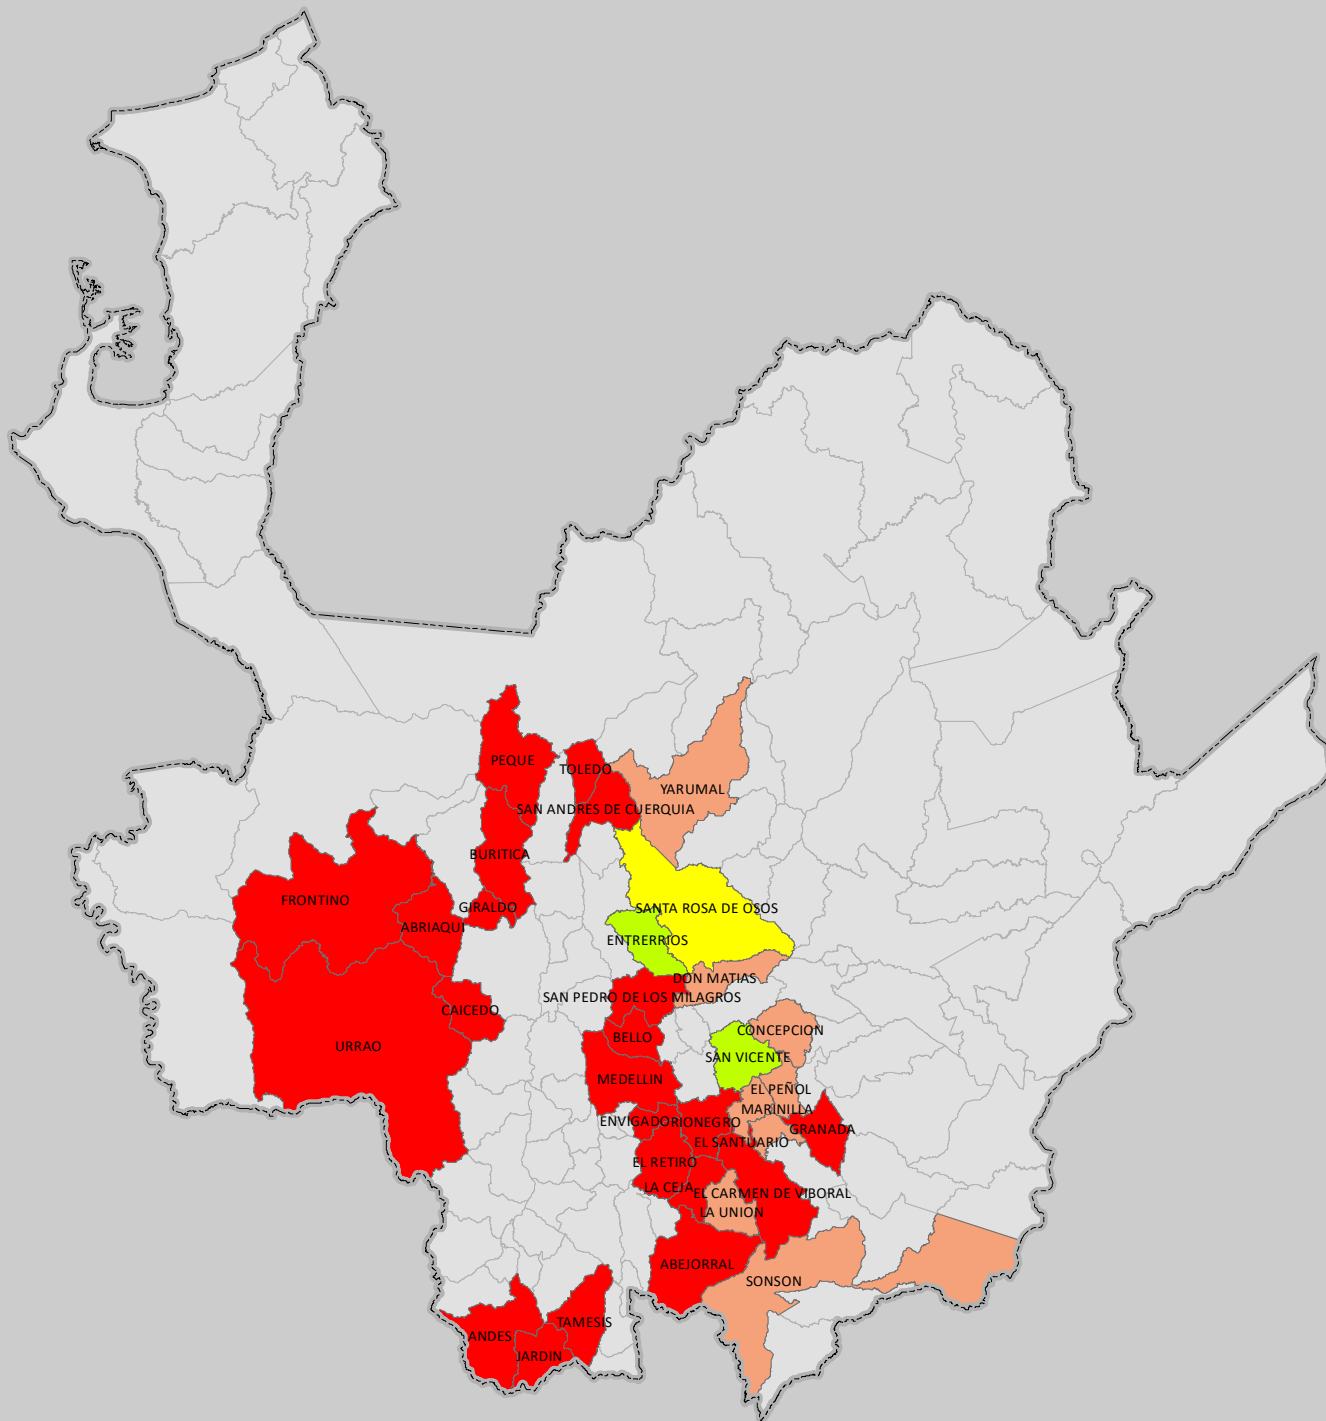 PEQUE
TOLEDO
YARUMAL
SAN ANDRES DE CUERQUIA
BURITICA
FRONTINO
GIRALDO
SANTA ROSA DE OSOS
ABRIAQUI
ENTRERRIOS
DON MATIAS
SAN PEDRO DE LOS MILAGROS
CAICEDO
CONCEPCION
BELLO
URRAO
SAN VICENTE
MEDELLIN
EL PEÑOL
MARINILLA
ENVIGADO
RIONEGRO
GRANADA
EL SANTUARIO
EL RETIRO
LA CEJA
EL CARMEN DE VIBORAL
LA UNION
ABEJORRAL
SONSON
TAMESIS
ANDES
JARDIN